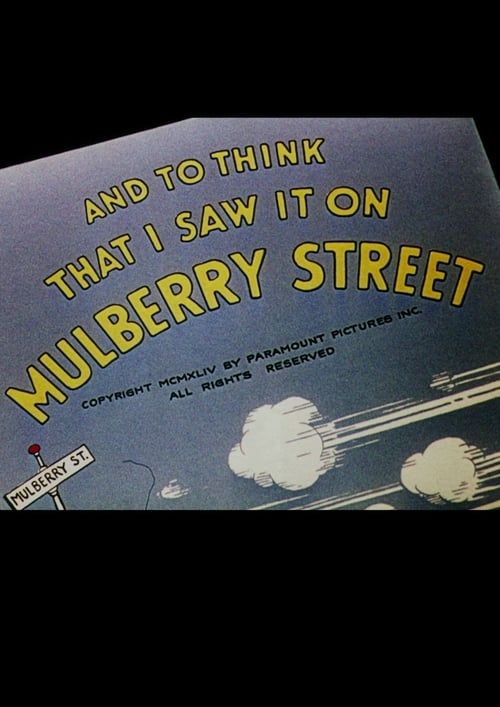 AND TO THINK
THAT I SAW IT ON
MULBERRY STREET
COPYRIGHT MCMXLIV BY PARAMOUNT PICTURES INC.
ALL RIGHTS RESERVED
MULBERRY ST.